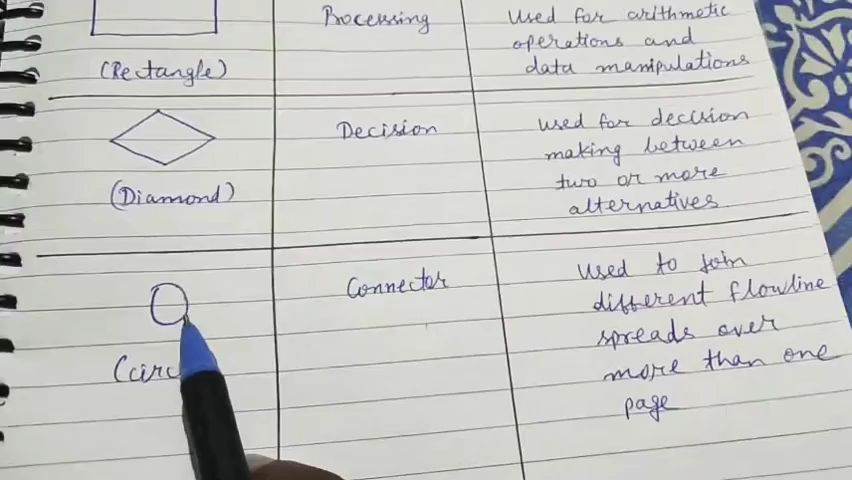 Processing
Used for arithmetic
operations and
data manipulations
(Rectangle)
Decision
used for decision
making between
two or more
alternatives
(Diamond)
Connector
Used to join
different flowline
spreads over
more than one
page
(circ